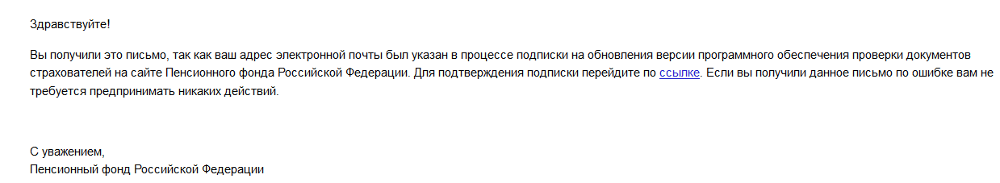 Здравствуйте!
Вы получили это письмо, так как ваш адрес электронной почты был указан в процессе подписки на обновления версии программного обеспечения проверки документов
страхователей на сайте Пенсионного фонда Российской Федерации. Для подтверждения подписки перейдите по ссылке. Если вы получили данное письмо по ошибке вам не
требуется предпринимать никаких действий.
С уважением,
Пенсионный фонд Российской Федерации